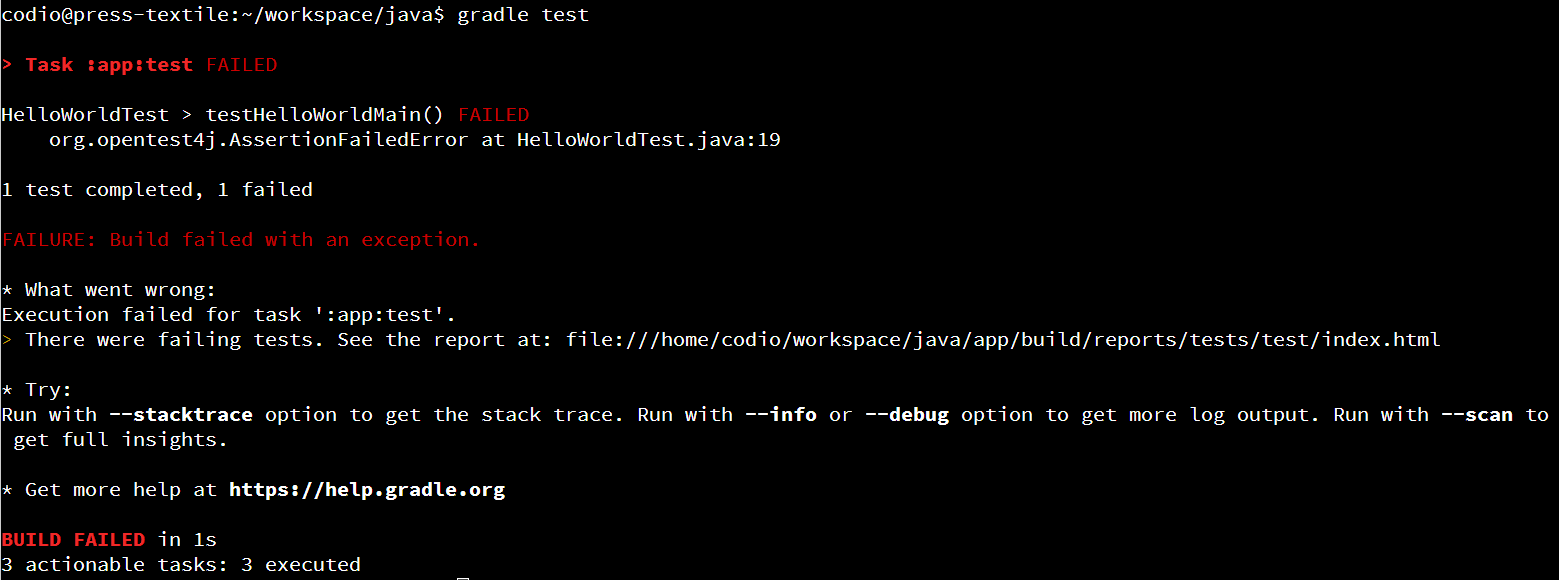 codio@press-textile:~/workspace/java$ gradle test
> Task :app:test FAILED
HelloWorldTest > testHelloWorldMain() FAILED
org.opentest4j.AssertionFailedError at HelloWorldTest.java:19
1 test completed, 1 failed
FAILURE: Build failed with an exception.
* What went wrong:
Execution failed for task ':app:test'.
> There were failing tests. See the report at: file:///home/codio/workspace/java/app/build/reports/tests/test/index.html
* Try:
Run with --stacktrace option to get the stack trace. Run with --info or --debug option to get more log output. Run with --scan to
get full insights.
* Get more help at https://help.gradle.org
BUILD FAILED in 1s
3 actionable tasks: 3 executed